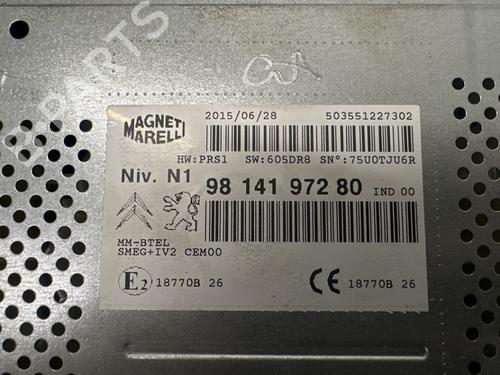 MAGNETI
MARELLI
2015/06/28 503551227302
HW:PRS1 SW:605DR8 SN°:75U0TJU6R
Niv. N1
98 141 972 80 IND 00
MM-BTEL
SMEG+IV2 CEM00
E2 18770B 26
CE 18770B 26
PARTS